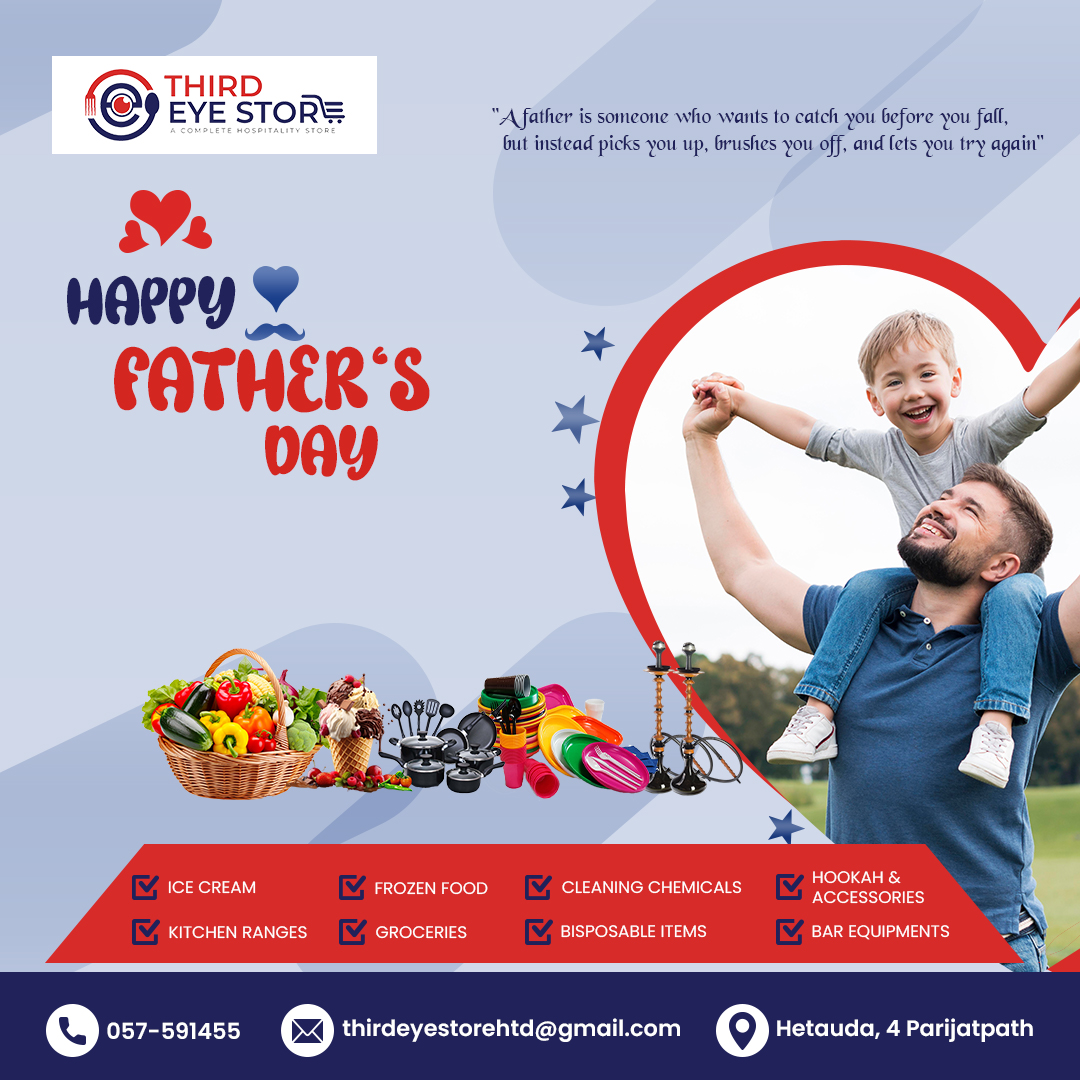 THIRD
EYE STORE
A COMPLETE HOSPITALITY STORE
"A father is someone who wants to catch you before you fall,
but instead picks you up, brushes you off, and lets you try again"
HAPPY
FATHER'S
DAY
ICE CREAM
FROZEN FOOD
CLEANING CHEMICALS
HOOKAH &
ACCESSORIES
KITCHEN RANGES
GROCERIES
BISPOSABLE ITEMS
BAR EQUIPMENTS
057-591455
thirdeyestorehtd@gmail.com
Hetauda, 4 Parijatpath